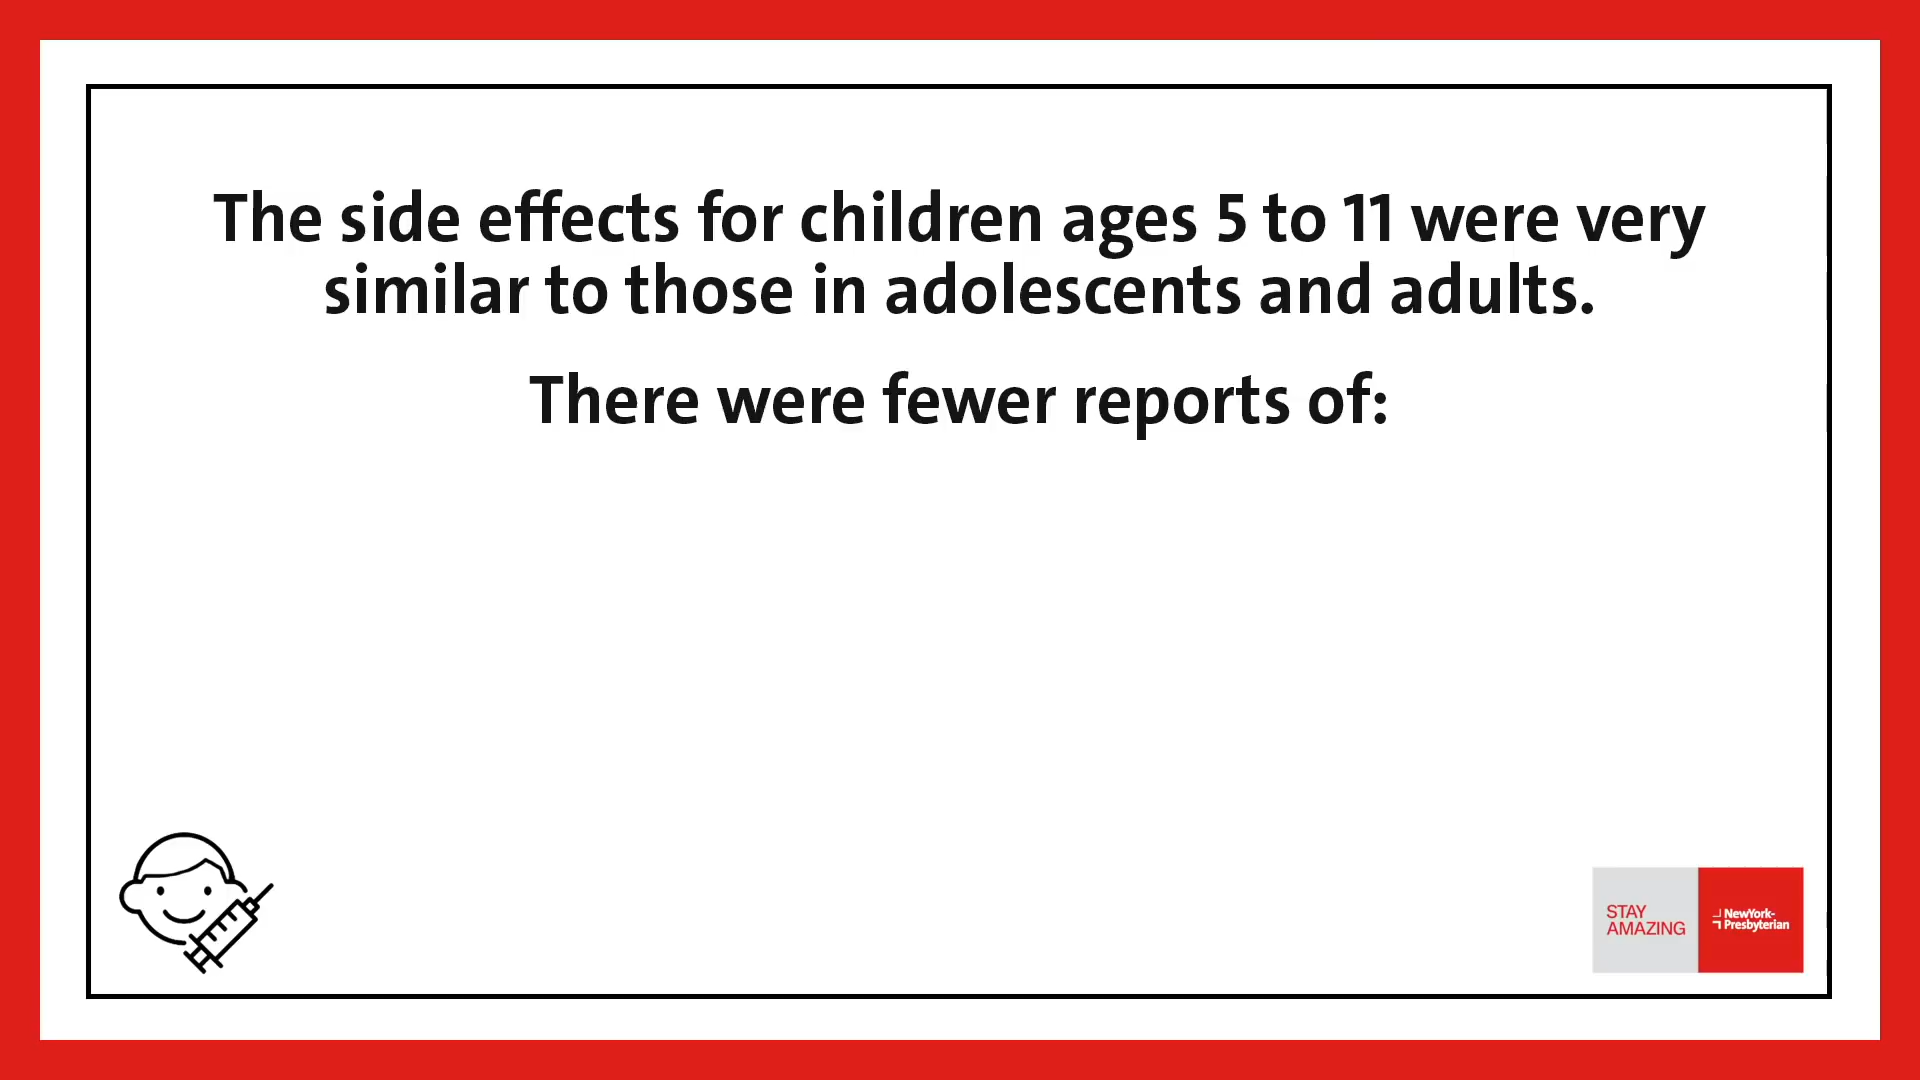 The side effects for children ages 5 to 11 were very
similar to those in adolescents and adults.
There were fewer reports of:
STAY
AMAZING
NewYork-
Presbyterian